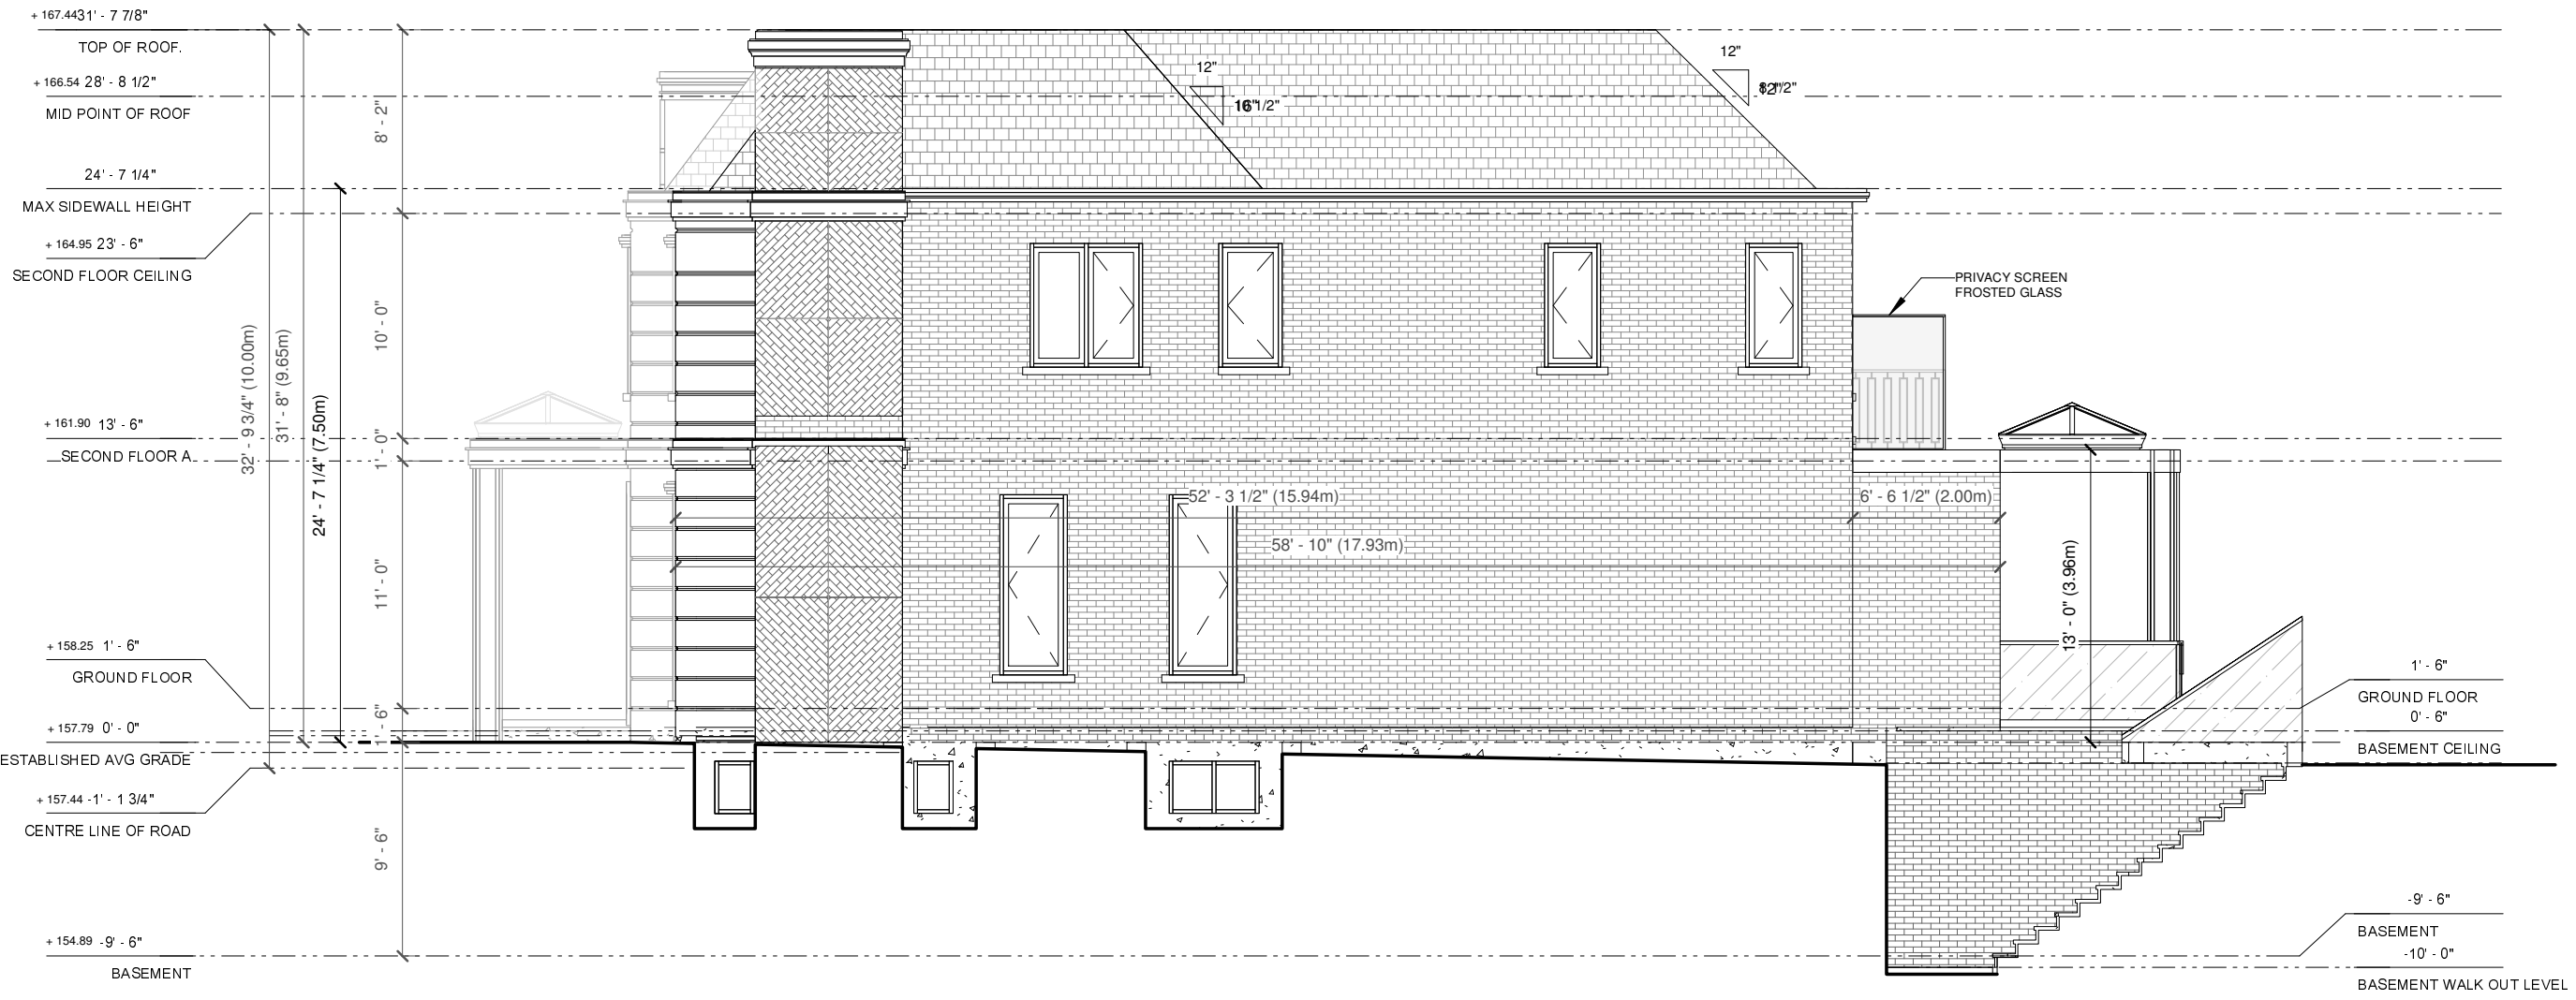 + 167.44 31' - 7 7/8"
TOP OF ROOF.
+ 166.54 28' - 8 1/2"
MID POINT OF ROOF
24' - 7 1/4"
MAX SIDEWALL HEIGHT
+ 164.95 23' - 6"
SECOND FLOOR CEILING
+ 161.90 13' - 6"
SECOND FLOOR A
+ 158.25 1' - 6"
GROUND FLOOR
+ 157.79 0' - 0"
ESTABLISHED AVG GRADE
+ 157.44 -1' - 1 3/4"
CENTRE LINE OF ROAD
+ 154.89 -9' - 6"
BASEMENT
32' - 9 3/4" (10.00m)
31' - 8" (9.65m)
24' - 7 1/4" (7.50m)
8' - 2"
10' - 0"
1' - 0"
11' - 0"
9' - 6"
12"
12"
PRIVACY SCREEN
FROSTED GLASS
52' - 3 1/2" (15.94m)
6' - 6 1/2" (2.00m)
58' - 10" (17.93m)
13' - 0" (3.96m)
1' - 6"
GROUND FLOOR
0' - 6"
BASEMENT CEILING
-9' - 6"
BASEMENT
-10' - 0"
BASEMENT WALK OUT LEVEL